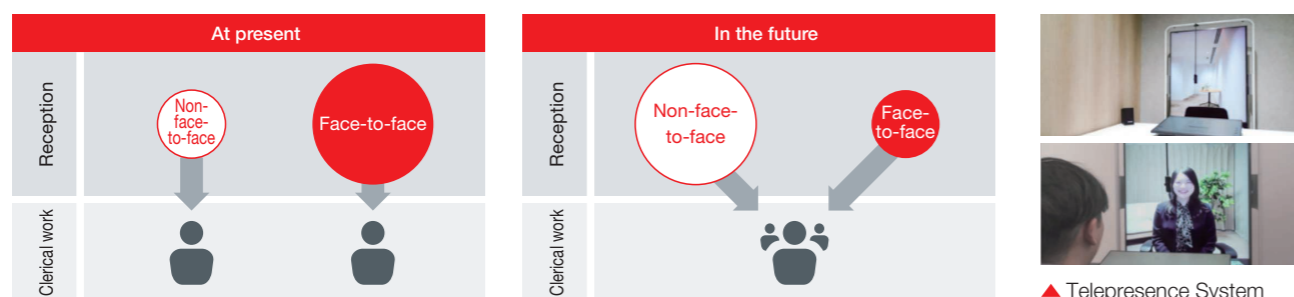 At present
Reception
Non-
face-
to-face
Face-to-face
Clerical work
In the future
Reception
Non-face-
to-face
Face-
to-face
Clerical work
▲ Telepresence System